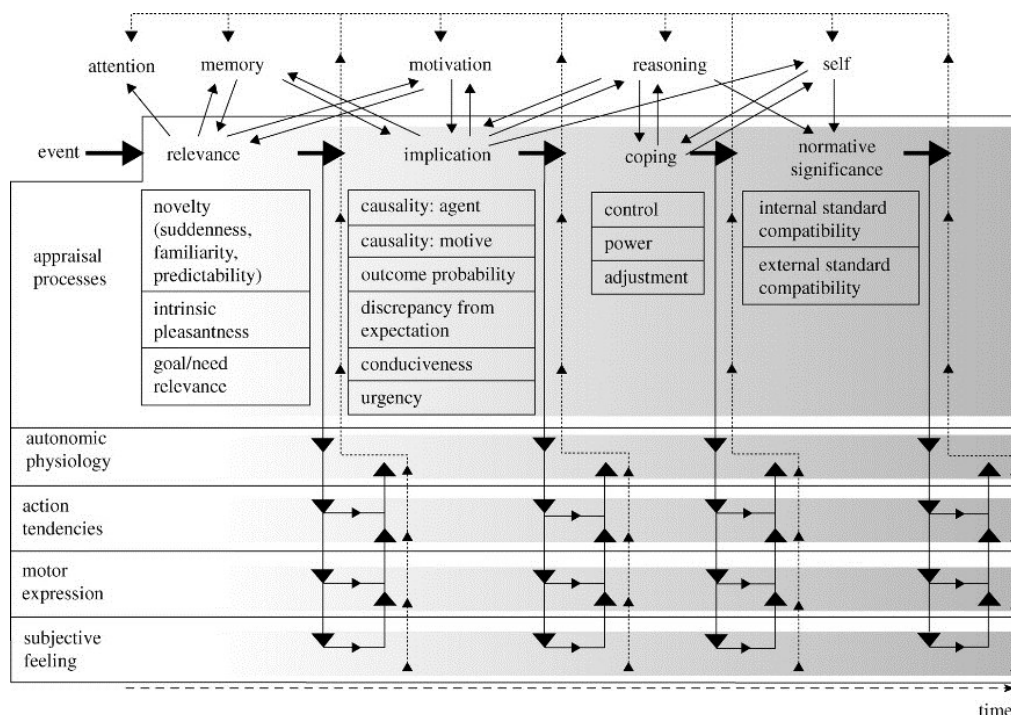 attention
memory
motivation
reasoning
self
event
relevance
implication
coping
normative
significance
appraisal
processes
novelty
(suddenness,
familiarity,
predictability)
intrinsic
pleasantness
goal/need
relevance
causality: agent
causality: motive
outcome probability
discrepancy from
expectation
conduciveness
urgency
control
power
adjustment
internal standard
compatibility
external standard
compatibility
autonomic
physiology
action
tendencies
motor
expression
subjective
feeling
time